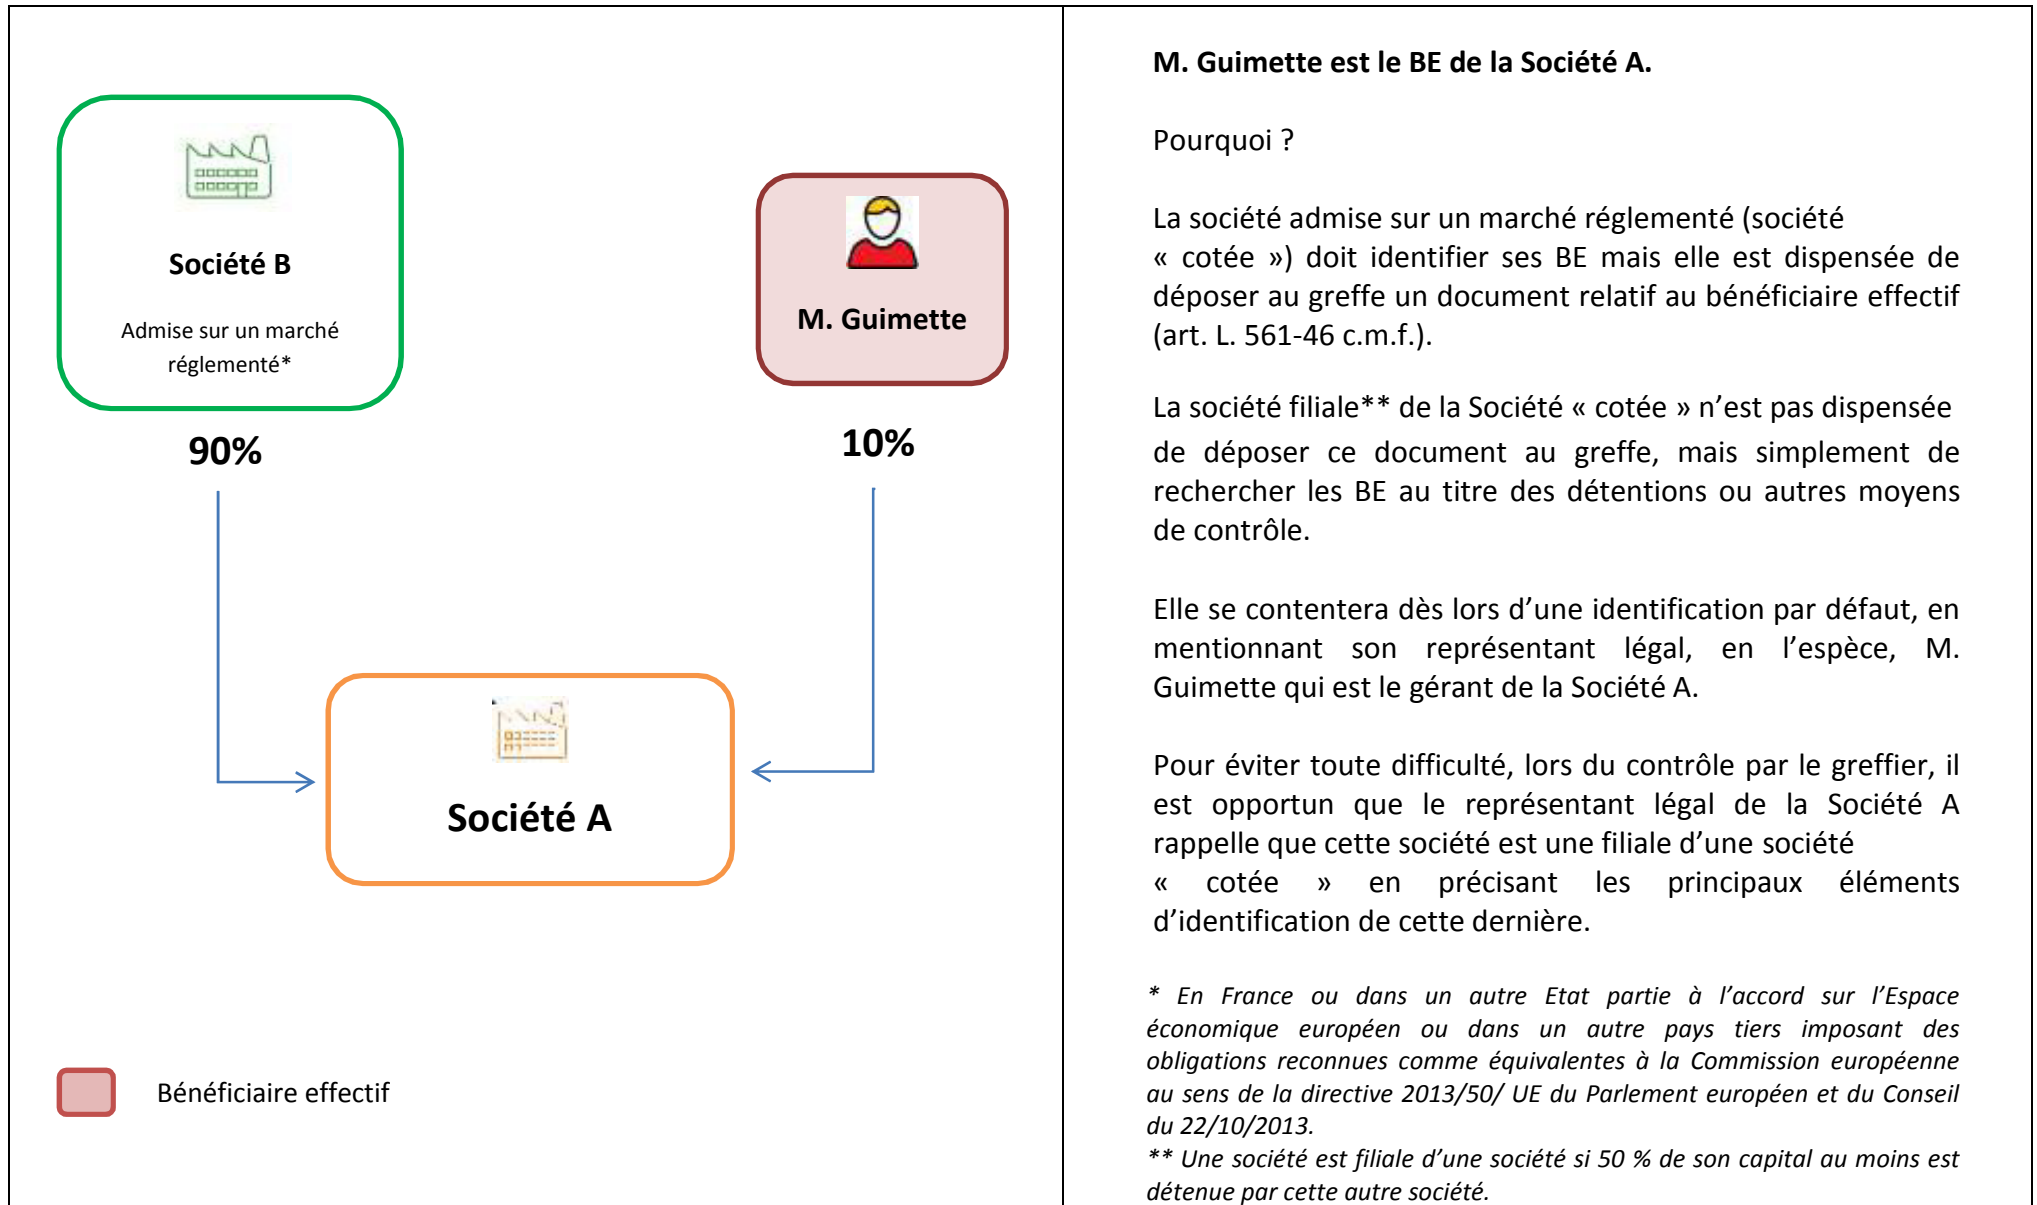 Société B
Admise sur un marché
réglementé*
90%
M. Guimette
10%
Société A
Bénéficiaire effectif
M. Guimette est le BE de la Société A.
Pourquoi ?
La société admise sur un marché réglementé (société
« cotée ») doit identifier ses BE mais elle est dispensée de
déposer au greffe un document relatif au bénéficiaire effectif
(art. L. 561-46 c.m.f.).
La société filiale** de la Société « cotée » n’est pas dispensée
de déposer ce document au greffe, mais simplement de
rechercher les BE au titre des détentions ou autres moyens
de contrôle.
Elle se contentera dès lors d’une identification par défaut, en
mentionnant son représentant légal, en l’espèce, M.
Guimette qui est le gérant de la Société A.
Pour éviter toute difficulté, lors du contrôle par le greffier, il
est opportun que le représentant légal de la Société A
rappelle que cette société est une filiale d’une société
« cotée » en précisant les principaux éléments
d’identification de cette dernière.
* En France ou dans un autre Etat partie à l’accord sur l’Espace
économique européen ou dans un autre pays tiers imposant des
obligations reconnues comme équivalentes à la Commission européenne
au sens de la directive 2013/50/ UE du Parlement européen et du Conseil
du 22/10/2013.
** Une société est filiale d’une société si 50 % de son capital au moins est
détenue par cette autre société.